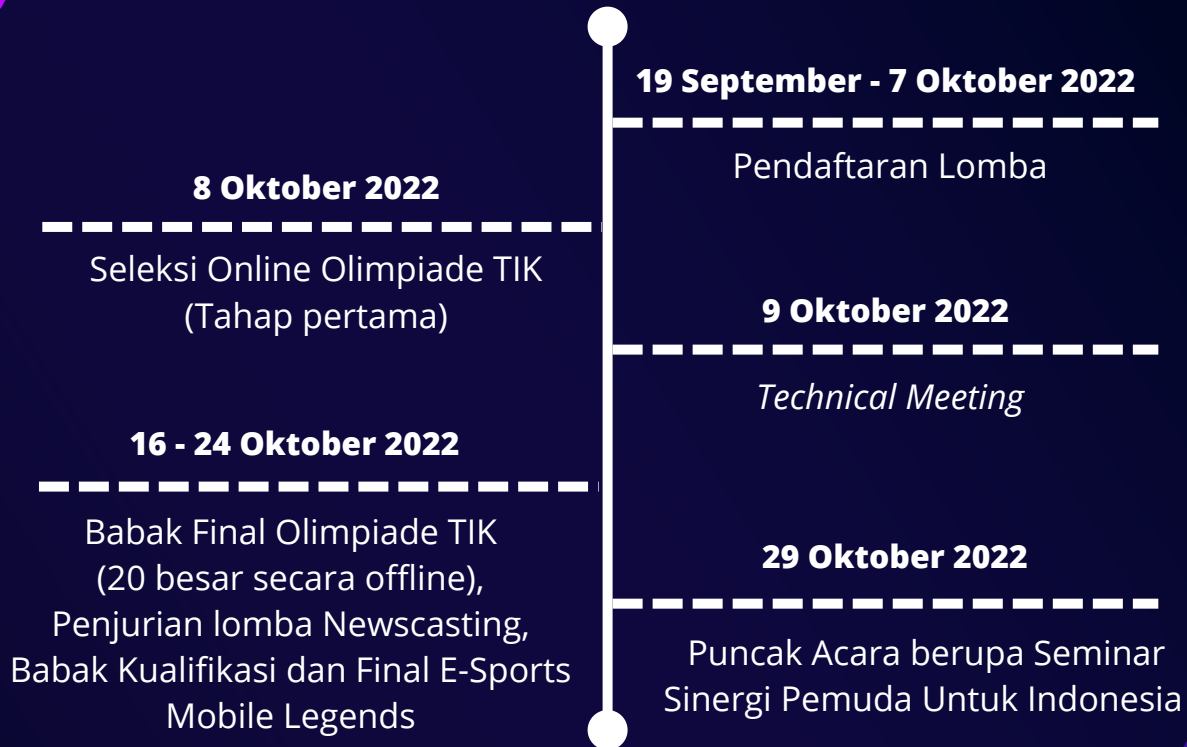 19 September - 7 Oktober 2022
Pendaftaran Lomba
8 Oktober 2022
Seleksi Online Olimpiade TIK
(Tahap pertama)
9 Oktober 2022
Technical Meeting
16 - 24 Oktober 2022
Babak Final Olimpiade TIK
(20 besar secara offline),
Penjurian lomba Newscasting,
Babak Kualifikasi dan Final E-Sports
Mobile Legends
29 Oktober 2022
Puncak Acara berupa Seminar
Sinergi Pemuda Untuk Indonesia